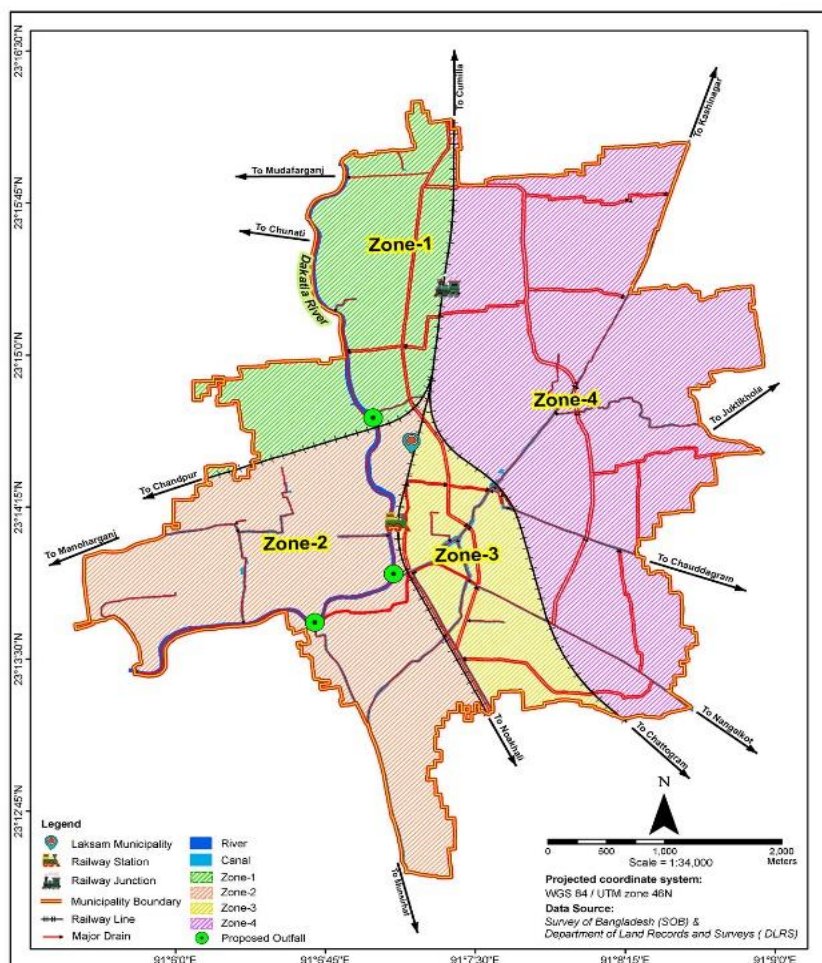 23°16'30"N
23°15'45"N
23°15'0"N
23°14'15"N
23°13'30"N
23°12'45"N
To Cumilla
To Kashinagar
To Mudafarganj
To Chunati
Zone-1
Dakatia River
Zone-4
To Juktikhola
To Chandpur
To Manoharganj
Zone-2
Zone-3
To Chauddagram
To Noakhali
To Nangolkot
To Chattogram
To Munsirhat
N
Legend
Laksam Municipality
Railway Station
Railway Junction
Municipality Boundary
Railway Line
Major Drain
River
Canal
Zone-1
Zone-2
Zone-3
Zone-4
Proposed Outfall
0 500 1,000 2,000
Meters
Scale = 1:34,000
Projected coordinate system:
WGS 84 / UTM zone 46N
Data Source:
Survey of Bangladesh (SOB) &
Department of Land Records and Surveys ( DLRS)
91°6'0"E 91°6'45"E 91°7'30"E 91°8'15"E 91°9'0"E